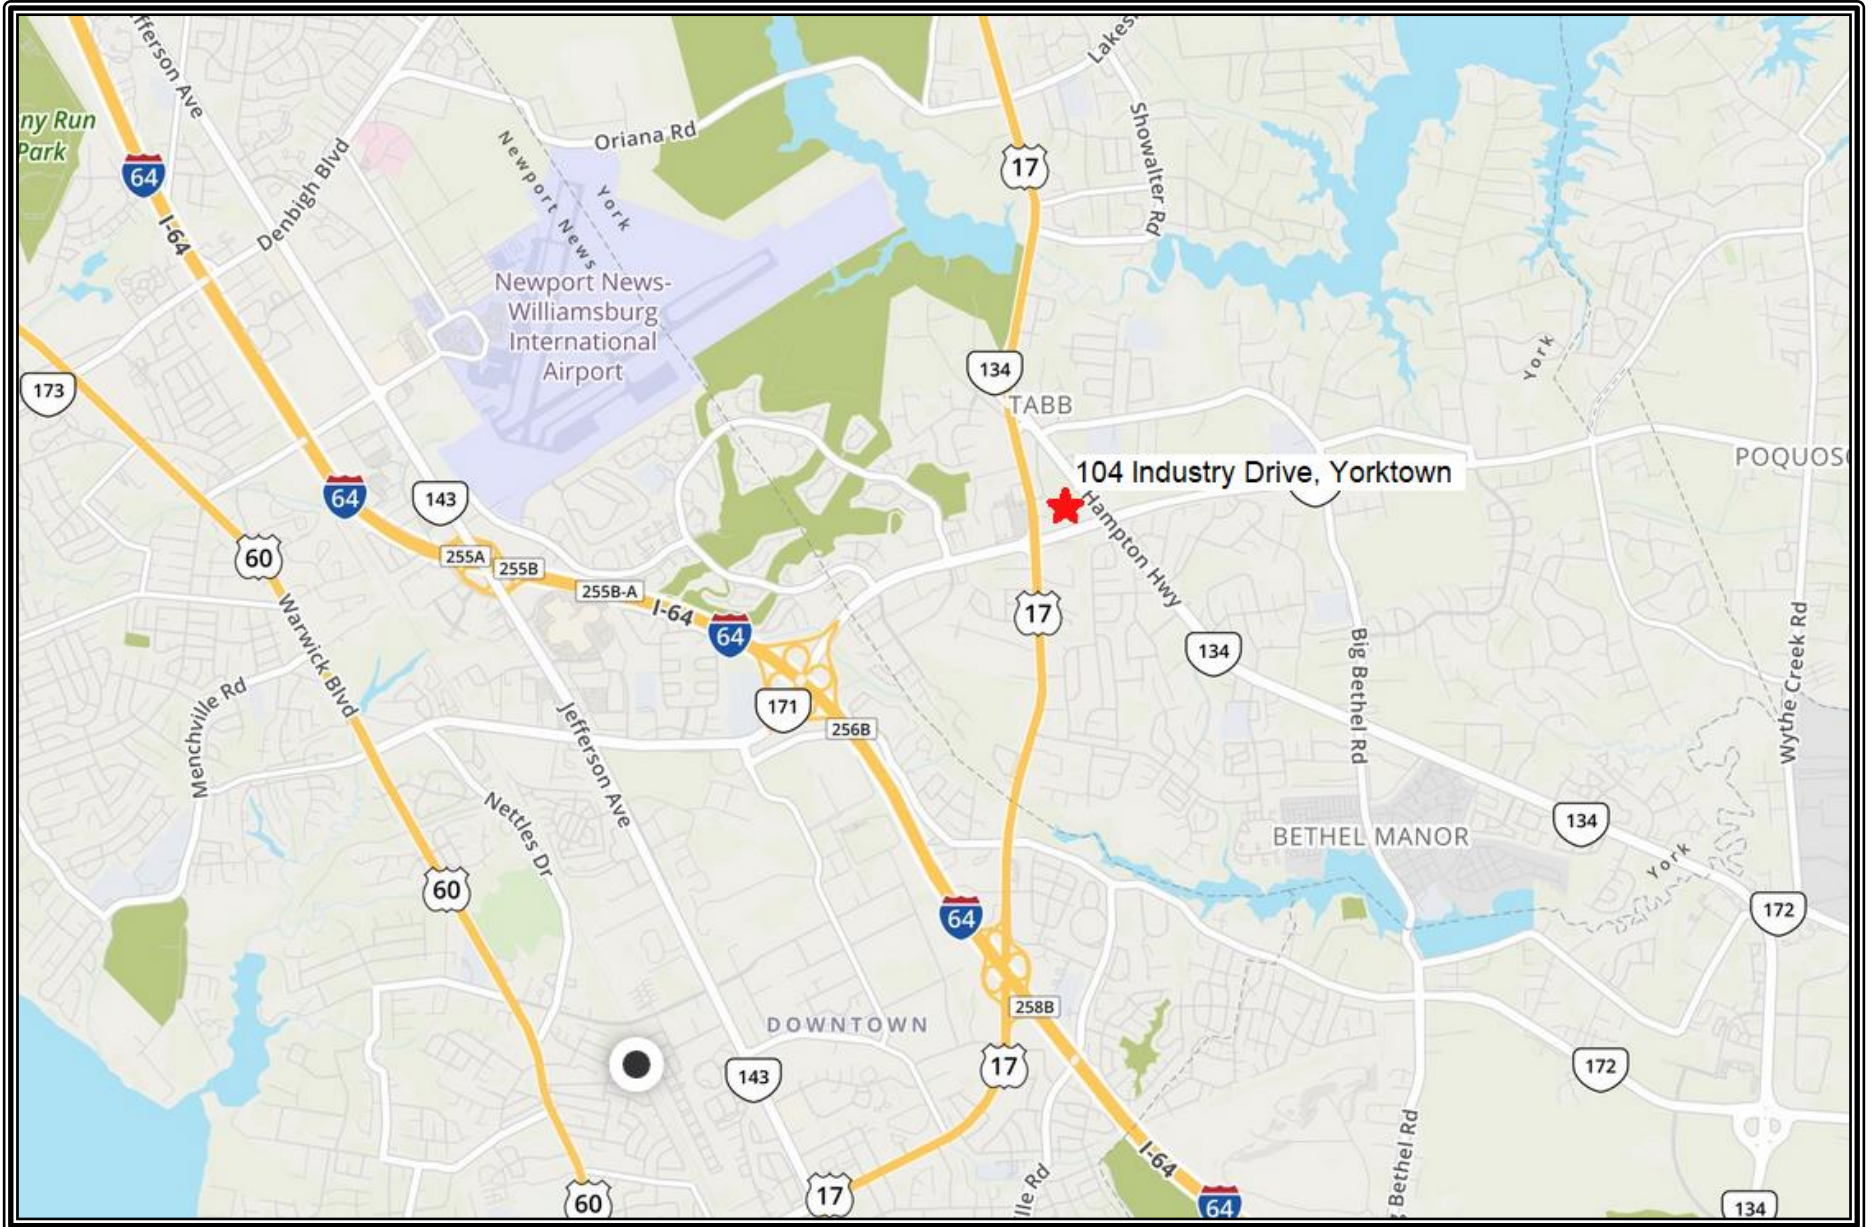 Jefferson Ave
Lakes
ny Run
Park
Oriana Rd
Showalter Rd
17
64
Denbigh Blvd
Newport News
York
I-64
Newport News-
Williamsburg
International
Airport
134
York
173
TABB
POQUOSO
104 Industry Drive, Yorktown
64
143
Hampton Hwy
60
255A
255B
255B-A
I-64
64
17
Warwick Blvd
134
Big Bethel Rd
Wythe Creek Rd
Menchville Rd
171
256B
Jefferson Ave
Nettles Dr
BETHEL MANOR
134
York
60
64
172
258B
DOWNTOWN
17
143
172
I-64
Bethel Rd
lle Rd
17
60
64
134